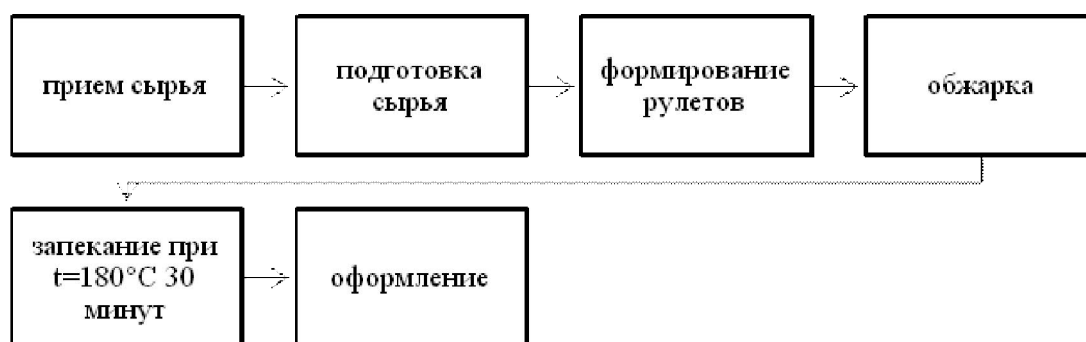 прием сырья
подготовка
сырья
формирование
рулетов
обжарка
запекание при
t=180°C 30
минут
оформление